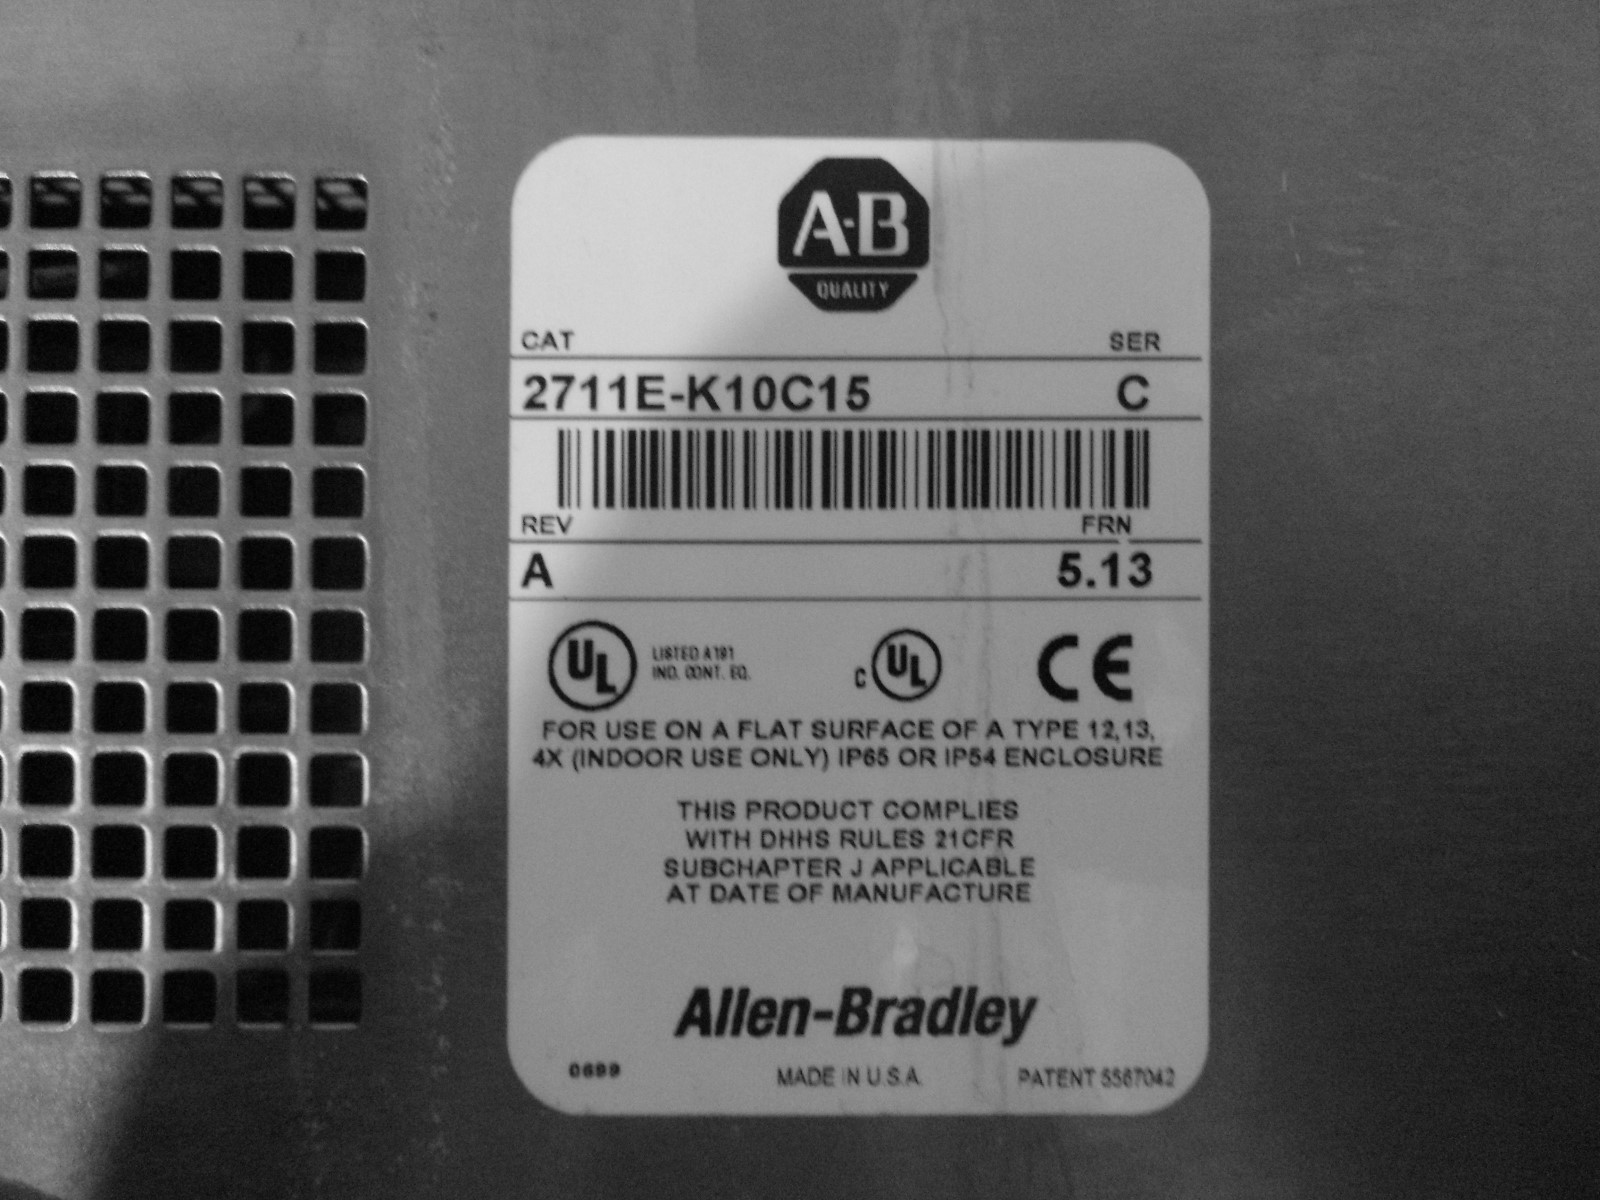 A-B
QUALITY
CAT SER
2711E-K10C15 C
REV FRN
A 5.13
UL LISTED A191
IND. CONT. EQ.
C UL CE
FOR USE ON A FLAT SURFACE OF A TYPE 12,13,
4X (INDOOR USE ONLY) IP65 OR IP54 ENCLOSURE
THIS PRODUCT COMPLIES
WITH DHHS RULES 21CFR
SUBCHAPTER J APPLICABLE
AT DATE OF MANUFACTURE
Allen-Bradley
0699 MADE IN U.S.A. PATENT 5567042